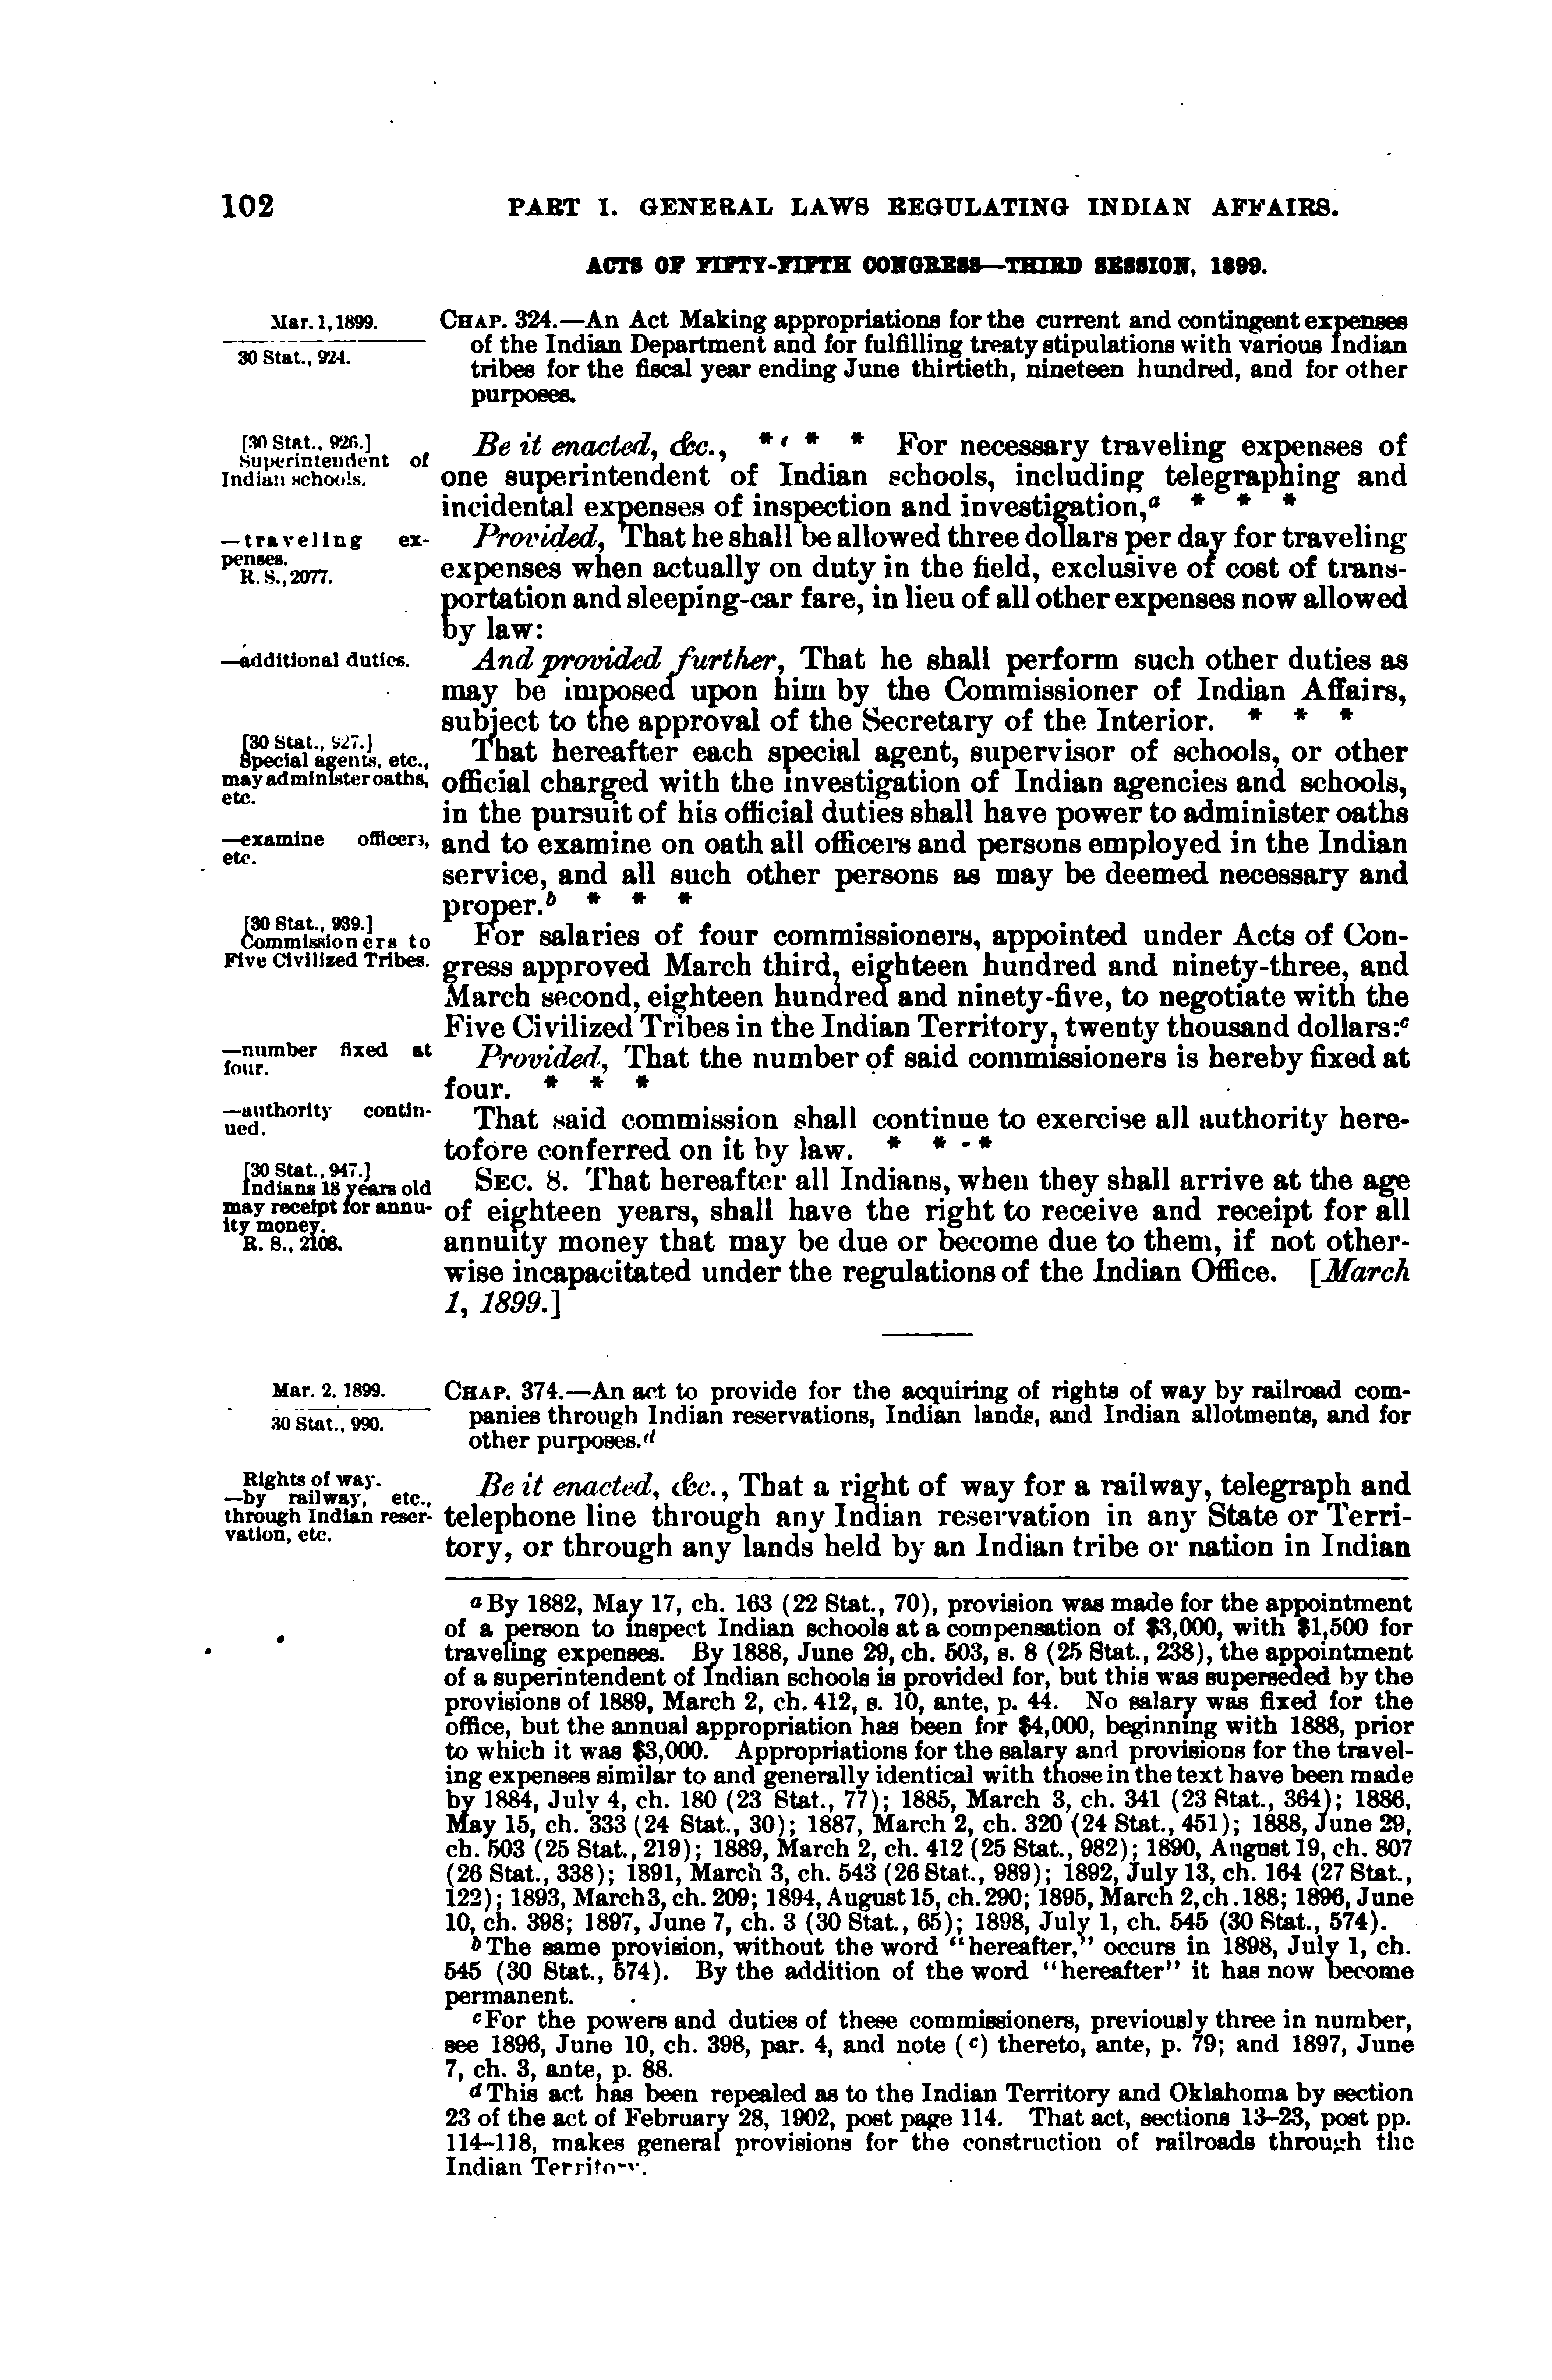 102
PART I. GENERAL LAWS REGULATING INDIAN AFFAIRS.
ACTS OF FIFTY-FIFTH CONGRESS—THIRD SESSION, 1899.
Mar. 1, 1899.
30 Stat., 924.
CHAP. 324.—An Act Making appropriations for the current and contingent expenses
of the Indian Department and for fulfilling treaty stipulations with various Indian
tribes for the fiscal year ending June thirtieth, nineteen hundred, and for other
purposes.
[30 Stat., 926.]
Superintendent of
Indian schools.
Be it enacted, &c., * * * For necessary traveling expenses of
one superintendent of Indian schools, including telegraphing and
incidental expenses of inspection and investigation,a * * *
—traveling ex-
penses.
R. S., 2077.
Provided, That he shall be allowed three dollars per day for traveling
expenses when actually on duty in the field, exclusive of cost of trans-
portation and sleeping-car fare, in lieu of all other expenses now allowed
by law:
—additional duties.
And provided further, That he shall perform such other duties as
may be imposed upon him by the Commissioner of Indian Affairs,
subject to the approval of the Secretary of the Interior. * * *
[30 Stat., 927.]
Special agents, etc.,
may administer oaths,
etc.
That hereafter each special agent, supervisor of schools, or other
official charged with the investigation of Indian agencies and schools,
in the pursuit of his official duties shall have power to administer oaths
—examine officers,
etc.
and to examine on oath all officers and persons employed in the Indian
service, and all such other persons as may be deemed necessary and
proper.b * * *
[30 Stat., 939.]
Commissioners to
Five Civilized Tribes.
For salaries of four commissioners, appointed under Acts of Con-
gress approved March third, eighteen hundred and ninety-three, and
March second, eighteen hundred and ninety-five, to negotiate with the
Five Civilized Tribes in the Indian Territory, twenty thousand dollars:c
—number fixed at
four.
Provided, That the number of said commissioners is hereby fixed at
four. * * *
—authority contin-
ued.
That said commission shall continue to exercise all authority here-
tofore conferred on it by law. * * *
[30 Stat., 947.]
Indians 18 years old
may receipt for annu-
ity money.
R. S., 2108.
SEC. 8. That hereafter all Indians, when they shall arrive at the age
of eighteen years, shall have the right to receive and receipt for all
annuity money that may be due or become due to them, if not other-
wise incapacitated under the regulations of the Indian Office. [March
1, 1899.]
Mar. 2. 1899.
30 Stat., 990.
CHAP. 374.—An act to provide for the acquiring of rights of way by railroad com-
panies through Indian reservations, Indian lands, and Indian allotments, and for
other purposes.d
Rights of way.
—by railway, etc.,
through Indian reser-
vation, etc.
Be it enacted, &c., That a right of way for a railway, telegraph and
telephone line through any Indian reservation in any State or Terri-
tory, or through any lands held by an Indian tribe or nation in Indian
a By 1882, May 17, ch. 163 (22 Stat., 70), provision was made for the appointment
of a person to inspect Indian schools at a compensation of $3,000, with $1,500 for
traveling expenses. By 1888, June 29, ch. 503, s. 8 (25 Stat., 238), the appointment
of a superintendent of Indian schools is provided for, but this was superseded by the
provisions of 1889, March 2, ch. 412, s. 10, ante, p. 44. No salary was fixed for the
office, but the annual appropriation has been for $4,000, beginning with 1888, prior
to which it was $3,000. Appropriations for the salary and provisions for the travel-
ing expenses similar to and generally identical with those in the text have been made
by 1884, July 4, ch. 180 (23 Stat., 77); 1885, March 3, ch. 341 (23 Stat., 364); 1886,
May 15, ch. 333 (24 Stat., 30); 1887, March 2, ch. 320 (24 Stat., 451); 1888, June 29,
ch. 503 (25 Stat., 219); 1889, March 2, ch. 412 (25 Stat., 982); 1890, August 19, ch. 807
(26 Stat., 338); 1891, March 3, ch. 543 (26 Stat., 989); 1892, July 13, ch. 164 (27 Stat.,
122); 1893, March 3, ch. 209; 1894, August 15, ch. 290; 1895, March 2, ch. 188; 1896, June
10, ch. 398; 1897, June 7, ch. 3 (30 Stat., 65); 1898, July 1, ch. 545 (30 Stat., 574).
b The same provision, without the word "hereafter," occurs in 1898, July 1, ch.
545 (30 Stat., 574). By the addition of the word "hereafter" it has now become
permanent.
c For the powers and duties of these commissioners, previously three in number,
see 1896, June 10, ch. 398, par. 4, and note (c) thereto, ante, p. 79; and 1897, June
7, ch. 3, ante, p. 88.
d This act has been repealed as to the Indian Territory and Oklahoma by section
23 of the act of February 28, 1902, post page 114. That act, sections 13–23, post pp.
114–118, makes general provisions for the construction of railroads through the
Indian Territory.